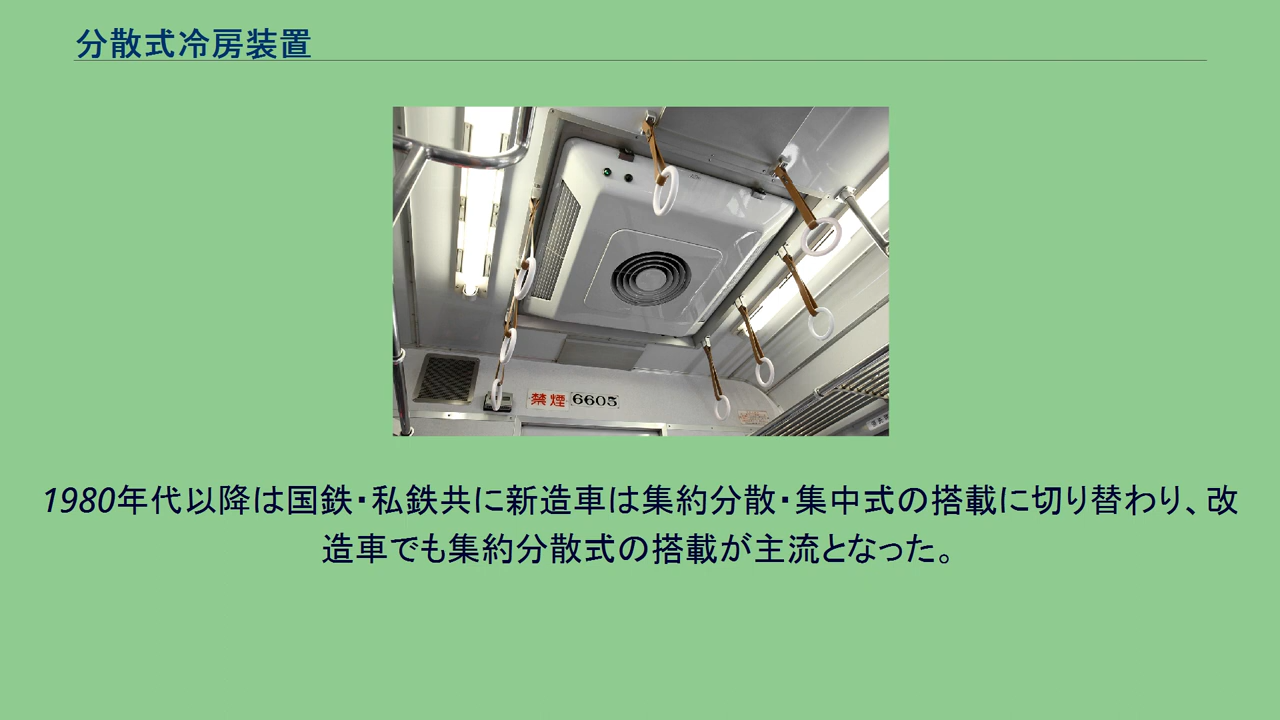 分散式冷房装置
禁煙 6605
1980年代以降は国鉄・私鉄共に新造車は集約分散・集中式の搭載に切り替わり、改
造車でも集約分散式の搭載が主流となった。